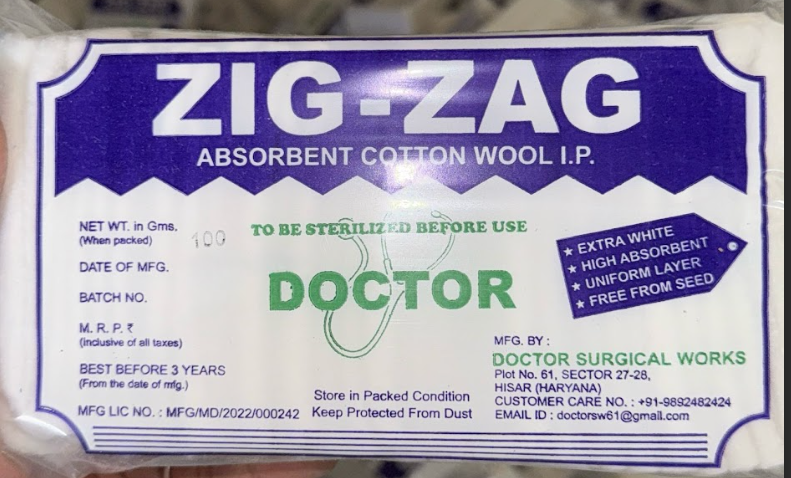 ZIG-ZAG
ABSORBENT COTTON WOOL I.P.
NET WT. in Gms.
(When packed)
100
TO BE STERILIZED BEFORE USE
DATE OF MFG.
BATCH NO.
M. R. P. ₹
(inclusive of all taxes)
BEST BEFORE 3 YEARS
(From the date of mfg.)
MFG LIC NO. : MFG/MD/2022/000242
DOCTOR
Store in Packed Condition
Keep Protected From Dust
★ EXTRA WHITE
★ HIGH ABSORBENT
★ UNIFORM LAYER
★ FREE FROM SEED
MFG. BY :
DOCTOR SURGICAL WORKS
Plot No. 61, SECTOR 27-28,
HISAR (HARYANA)
CUSTOMER CARE NO. : +91-9892482424
EMAIL ID : doctorsw61@gmail.com